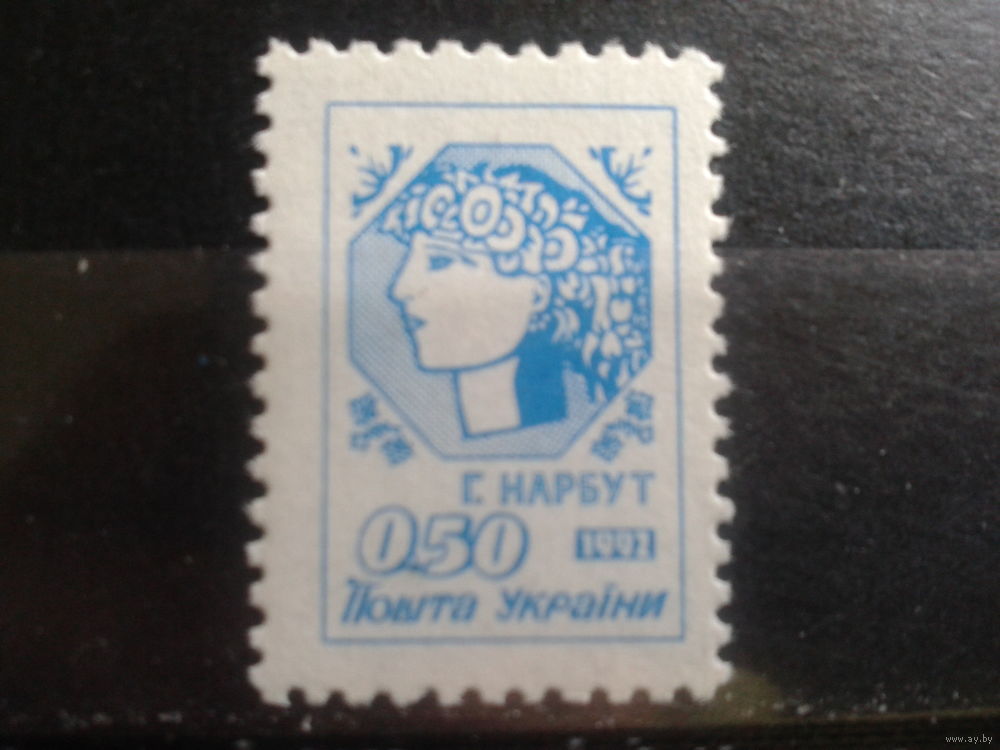 Г. НАРБУТ
0.50 1992
Пошта України
www.ay.by